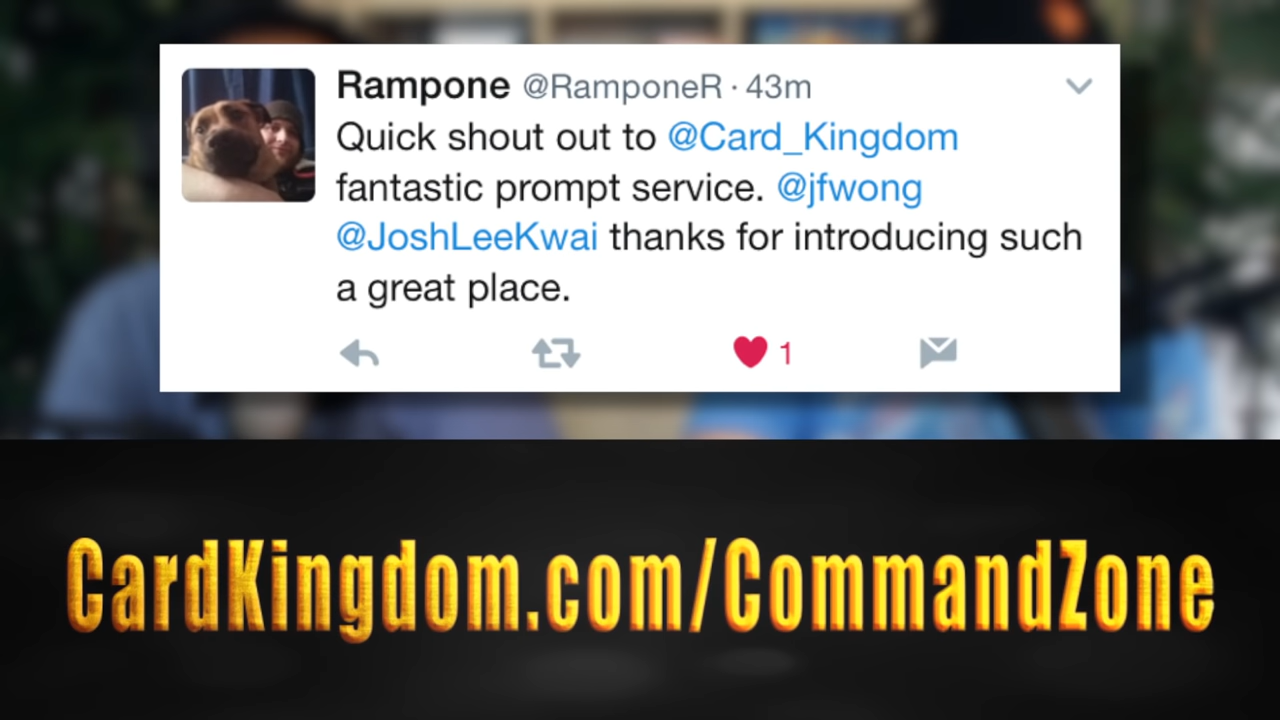 Rampone @RamponeR · 43m
Quick shout out to @Card_Kingdom
fantastic prompt service. @jfwong
@JoshLeeKwai thanks for introducing such
a great place.
1
CardKingdom.com/CommandZone